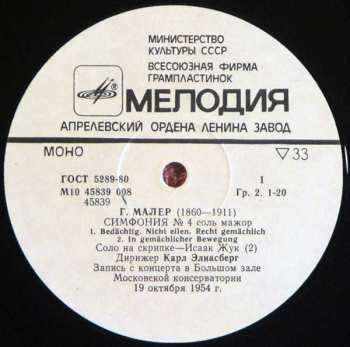 МИНИСТЕРСТВО
КУЛЬТУРЫ СССР
ВСЕСОЮЗНАЯ ФИРМА
ГРАМПЛАСТИНОК
МЕЛОДИЯ
АПРЕЛЕВСКИЙ ОРДЕНА ЛЕНИНА ЗАВОД
МОНО ▽33
ГОСТ 5289-80 1
М10 45839 008 Гр. 2. 1-20
45839
Г. МАЛЕР (1860—1911)
СИМФОНИЯ № 4 соль мажор
1. Bedächtig. Nicht eilen. Recht gemächlich
2. In gemächlicher Bewegung
Соло на скрипке—Исаак Жук (2)
Дирижер Карл Элиасберг
Запись с концерта в Большом зале
Московской консерватории
19 октября 1954 г.